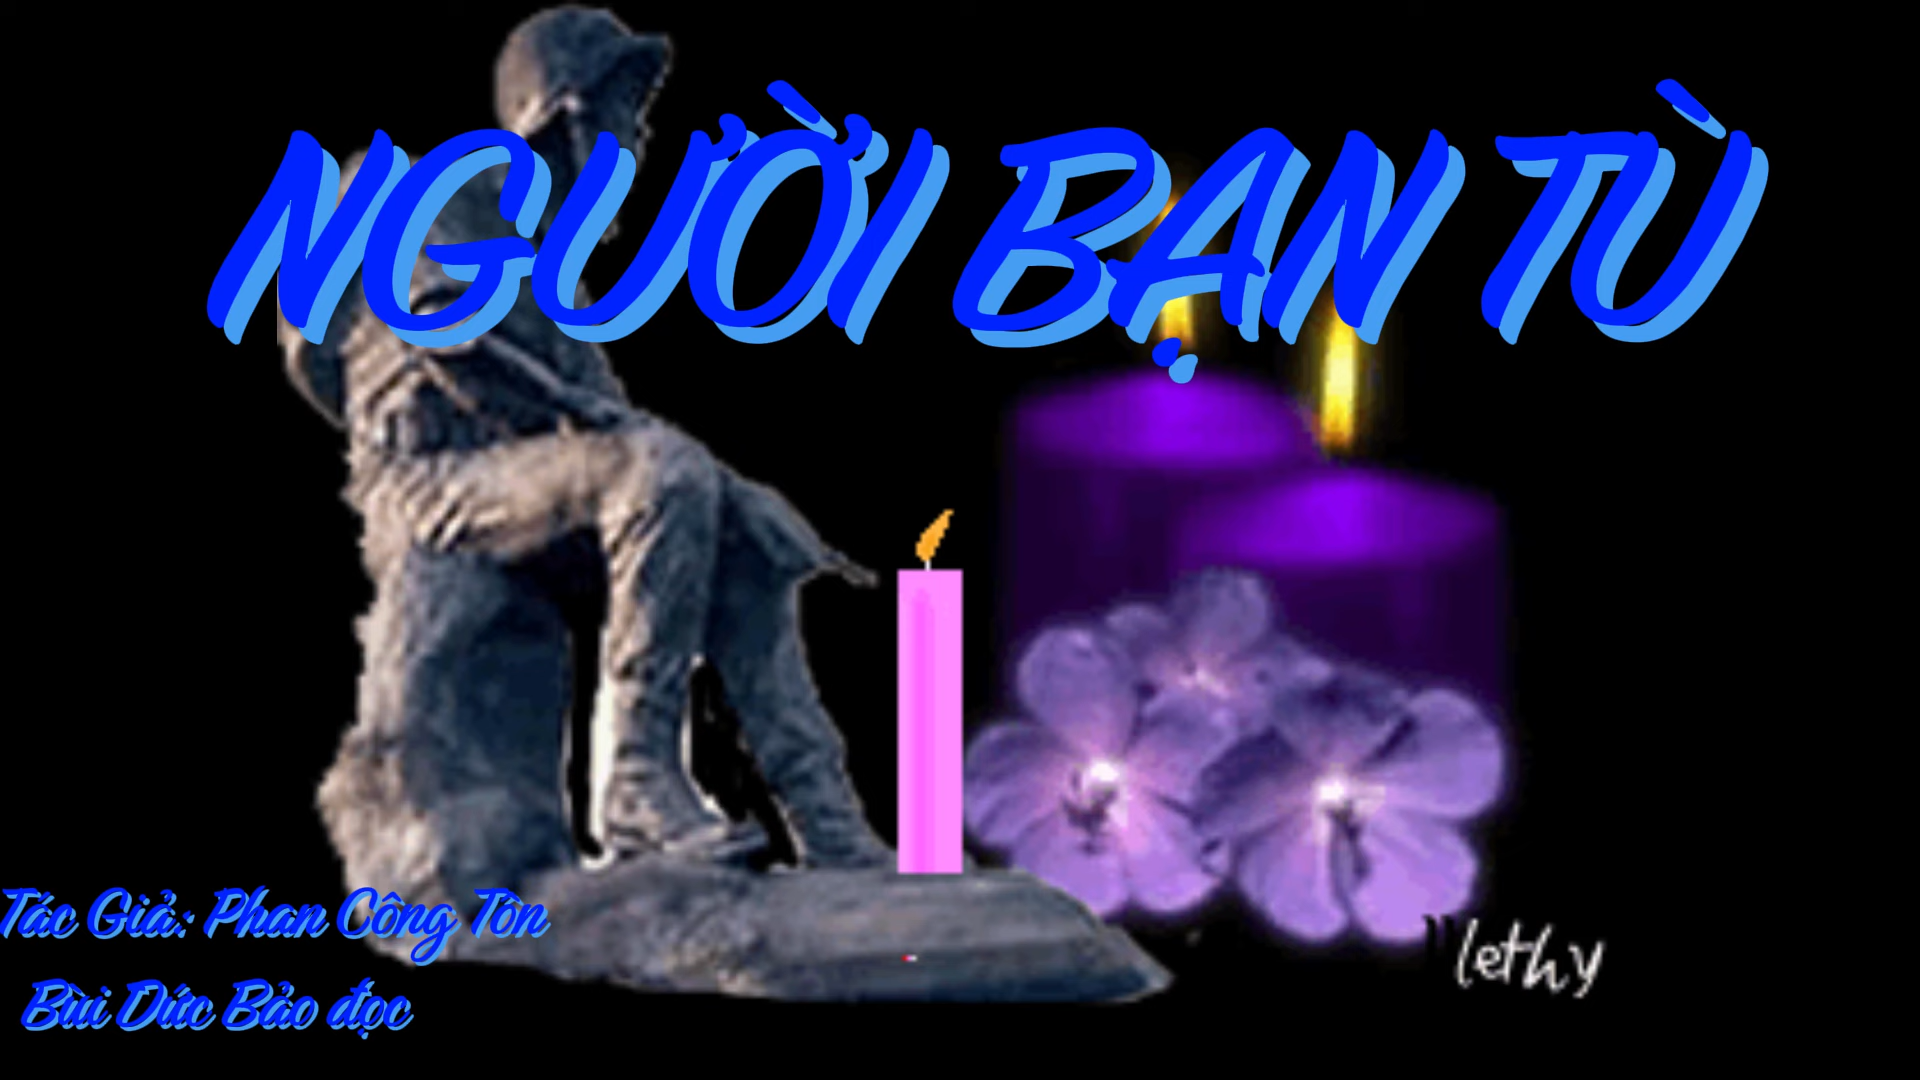 NGƯỜI BẠN TÙ
Tác Giả: Phan Công Tôn
Bùi Đức Bảo đọc
lethy